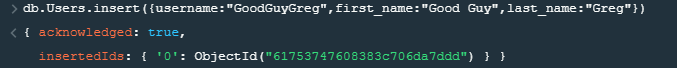 > db.Users.insert({username:"GoodGuyGreg",first_name:"Good Guy",last_name:"Greg"})
< { acknowledged: true,
insertedIds: { '0': ObjectId("61753747608383c706da7ddd") } }